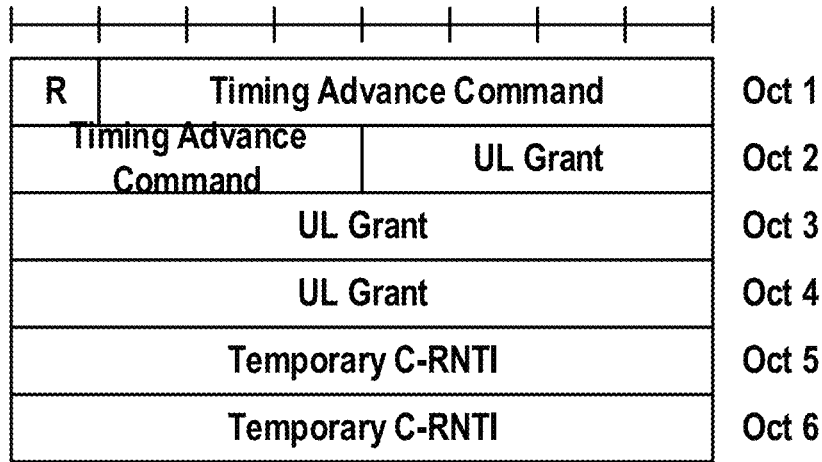 R Timing Advance Command Oct 1
Timing Advance
Command UL Grant Oct 2
UL Grant Oct 3
UL Grant Oct 4
Temporary C-RNTI Oct 5
Temporary C-RNTI Oct 6